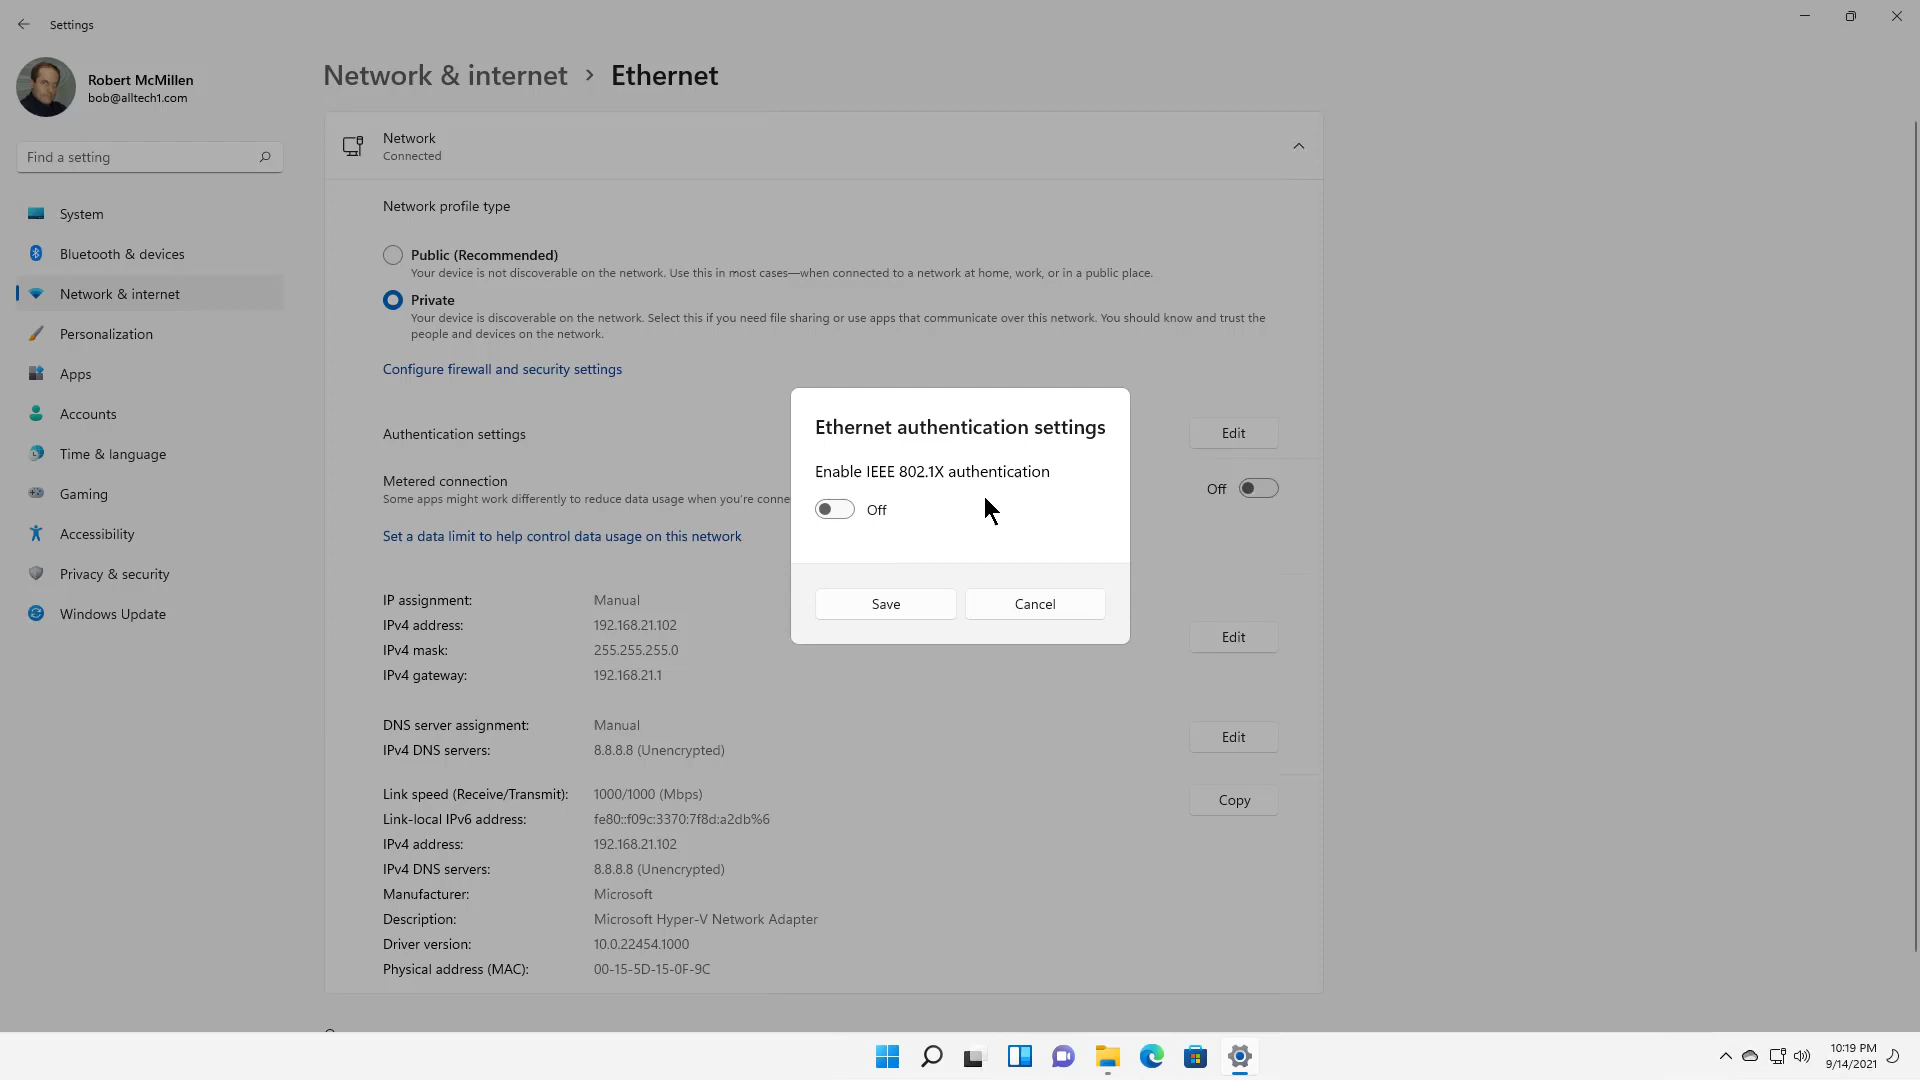 Settings
Robert McMillen
bob@alltech1.com
Find a setting
System
Bluetooth & devices
Network & internet
Personalization
Apps
Accounts
Time & language
Gaming
Accessibility
Privacy & security
Windows Update
Network & internet > Ethernet
Network
Connected
Network profile type
Public (Recommended)
Your device is not discoverable on the network. Use this in most cases—when connected to a network at home, work, or in a public place.
Private
Your device is discoverable on the network. Select this if you need file sharing or use apps that communicate over this network. You should know and trust the
people and devices on the network.
Configure firewall and security settings
Authentication settings
Edit
Metered connection
Some apps might work differently to reduce data usage when you're conne
Off
Set a data limit to help control data usage on this network
Ethernet authentication settings
Enable IEEE 802.1X authentication
Off
Save Cancel
IP assignment: Manual
IPv4 address: 192.168.21.102
IPv4 mask: 255.255.255.0
IPv4 gateway: 192.168.21.1
Edit
DNS server assignment: Manual
IPv4 DNS servers: 8.8.8.8 (Unencrypted)
Edit
Link speed (Receive/Transmit): 1000/1000 (Mbps)
Link-local IPv6 address: fe80::f09c:3370:7f8d:a2db%6
IPv4 address: 192.168.21.102
IPv4 DNS servers: 8.8.8.8 (Unencrypted)
Manufacturer: Microsoft
Description: Microsoft Hyper-V Network Adapter
Driver version: 10.0.22454.1000
Physical address (MAC): 00-15-5D-15-0F-9C
Copy
10:19 PM
9/14/2021